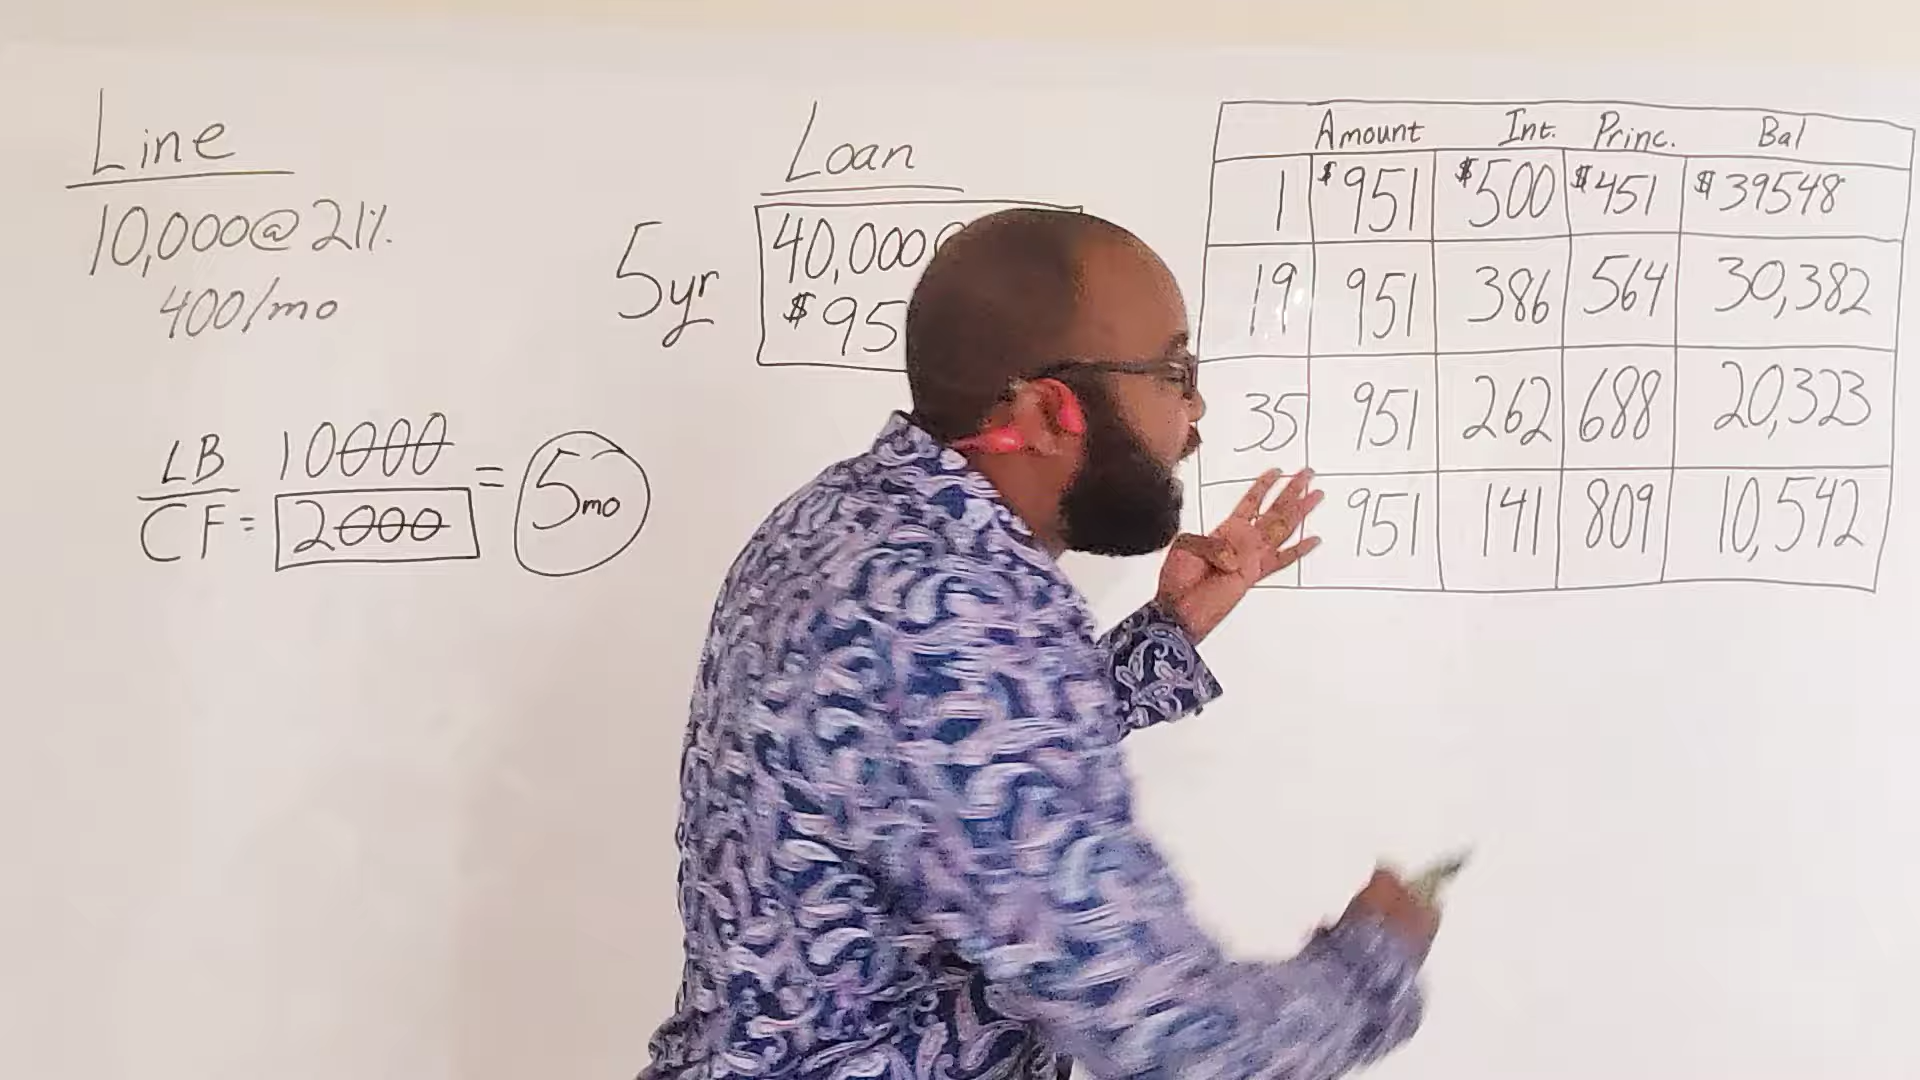 Line
10,000@21%
400/mo
LB 10000
CF= 2000 = 5mo
Loan
5yr
40,000
$95
Amount Int. Princ. Bal
1 $951 $500 $451 $39548
19 951 386 564 30,382
35 951 262 688 20,323
951 141 809 10,542